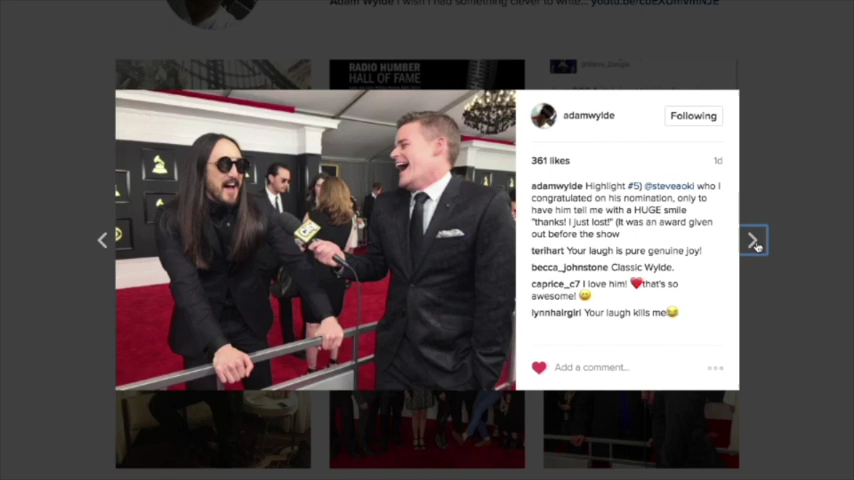 Adam Wylde I wish I had something clever to write...
RADIO HUMBER
HALL OF FAME
adamwylde
Following
361 likes
1d
adamwylde Highlight #5) @steveaoki who I
congratulated on his nomination, only to
have him tell me with a HUGE smile
"thanks! I just lost!" (It was an award given
out before the show
terihart Your laugh is pure genuine joy!
becca_johnstone Classic Wylde.
caprice_c7 I love him! ❤️that's so
awesome! 😀
lynnhairgirl Your laugh kills me😂
Add a comment...